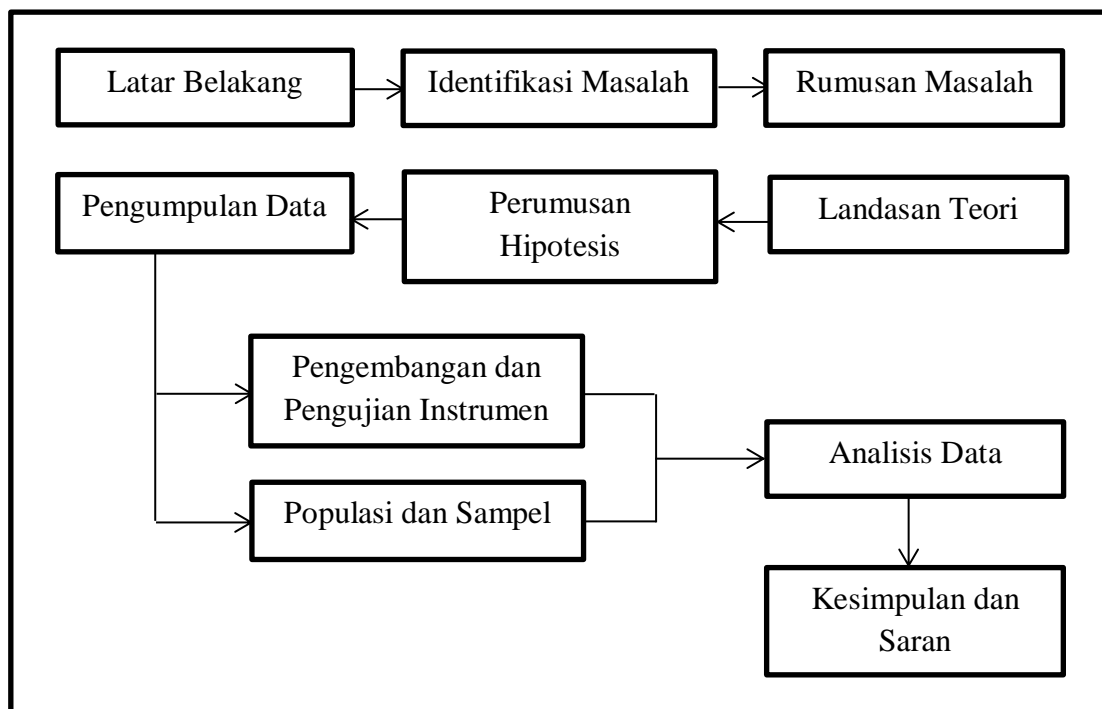 Latar Belakang
Identifikasi Masalah
Rumusan Masalah
Pengumpulan Data
Perumusan
Hipotesis
Landasan Teori
Pengembangan dan
Pengujian Instrumen
Populasi dan Sampel
Analisis Data
Kesimpulan dan
Saran